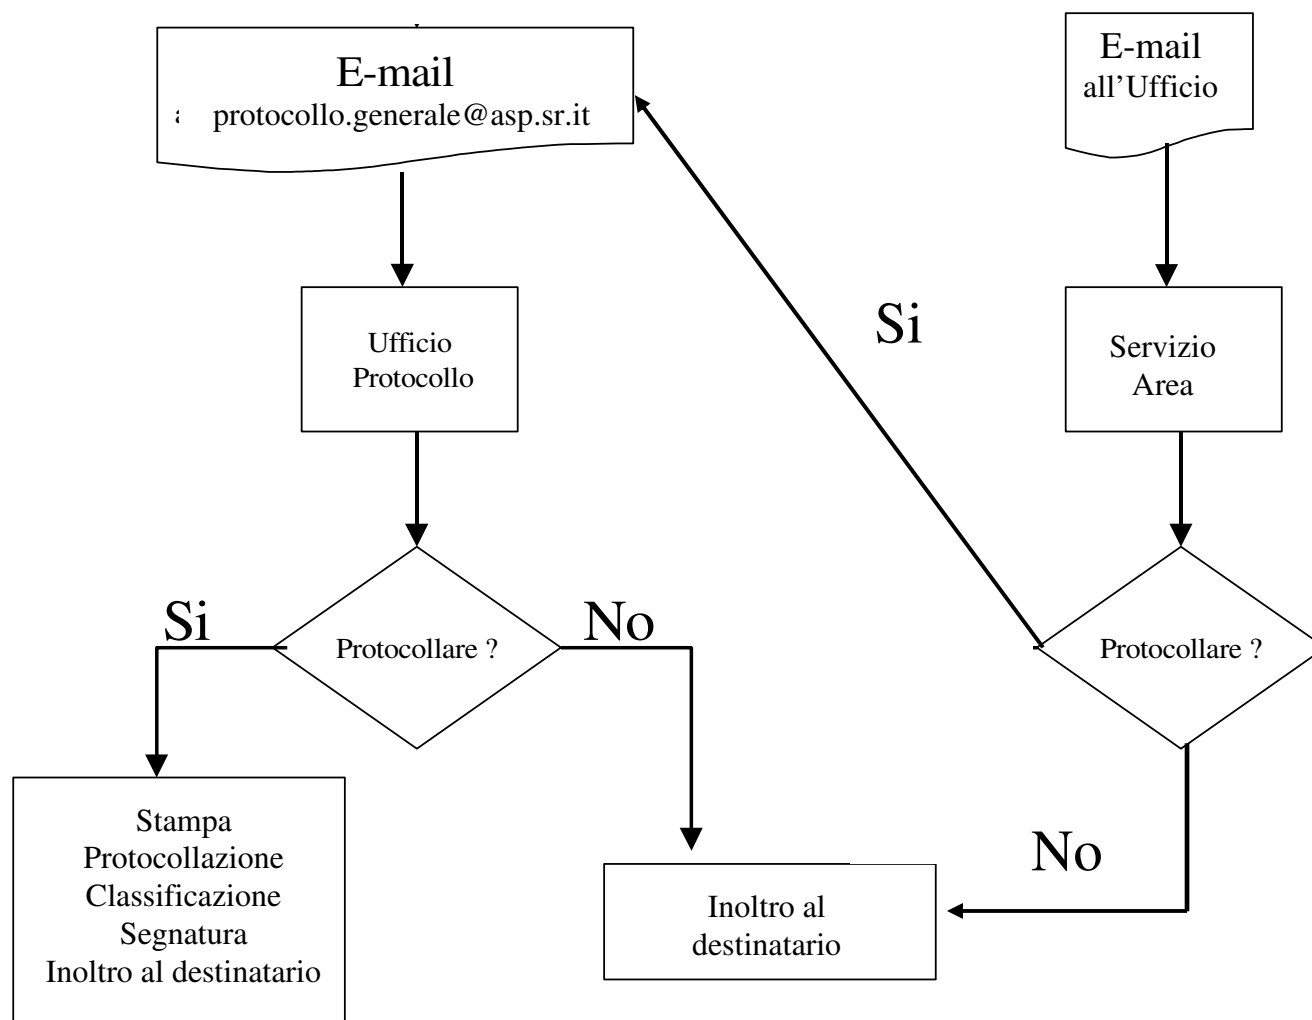 E-mail
protocollo.generale@asp.sr.it
E-mail
all'Ufficio
Ufficio
Protocollo
Si
Servizio
Area
Si
No
Protocollare ?
Protocollare ?
Stampa
Protocollazione
Classificazione
Segnatura
Inoltro al destinatario
No
Inoltro al
destinatario